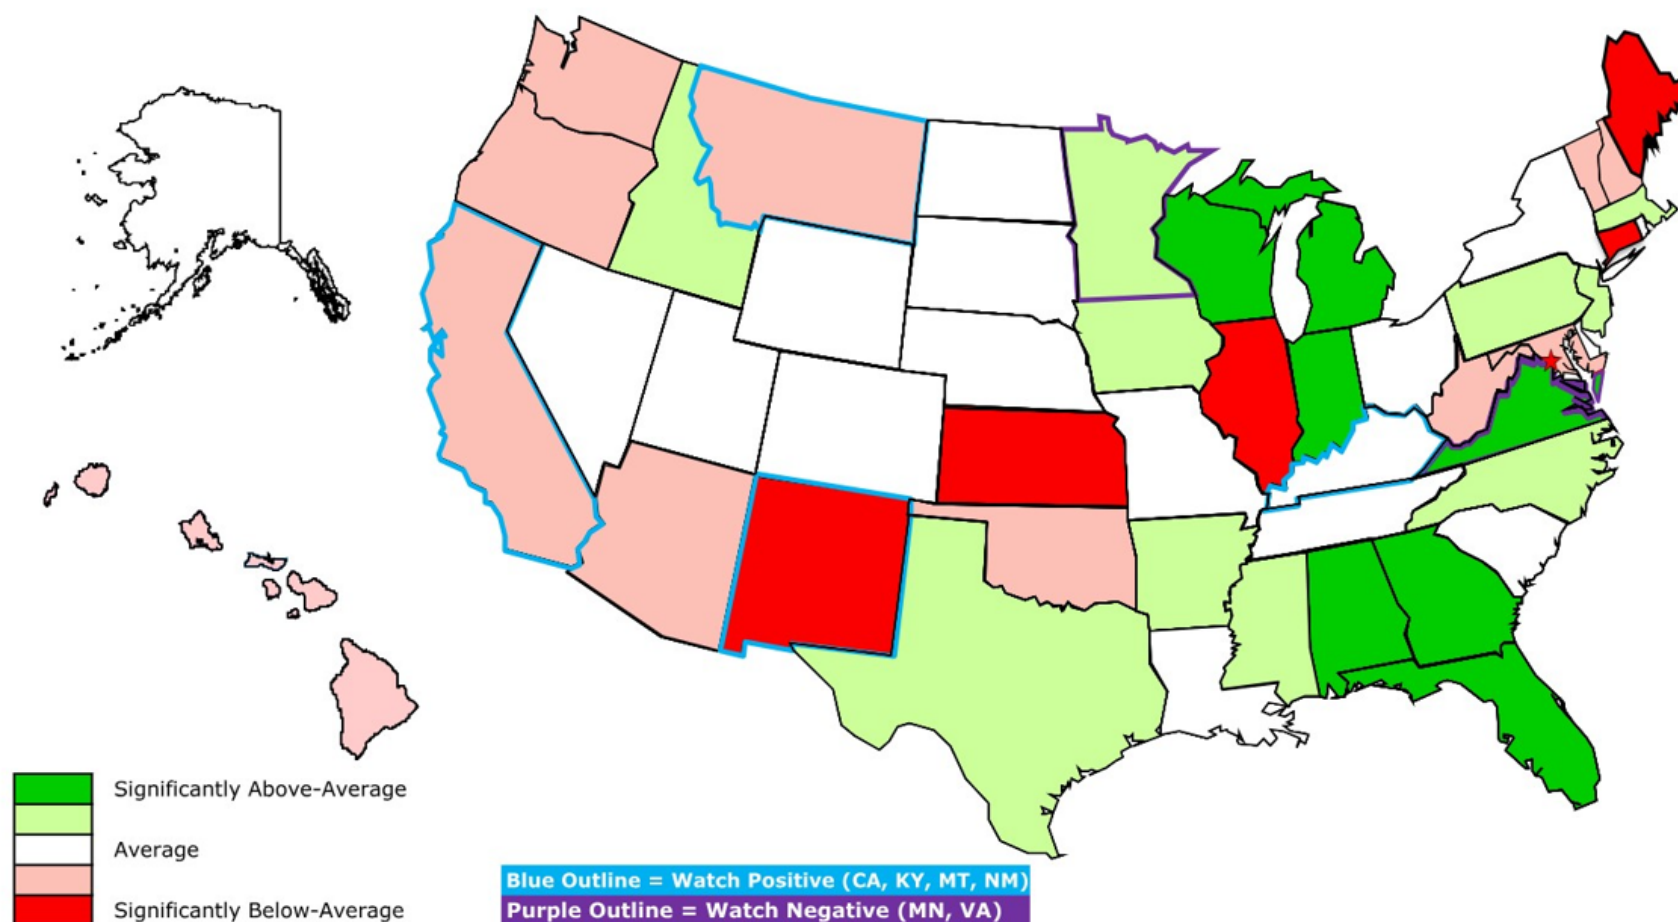 Significantly Above-Average
Average
Significantly Below-Average
Blue Outline = Watch Positive (CA, KY, MT, NM)
Purple Outline = Watch Negative (MN, VA)